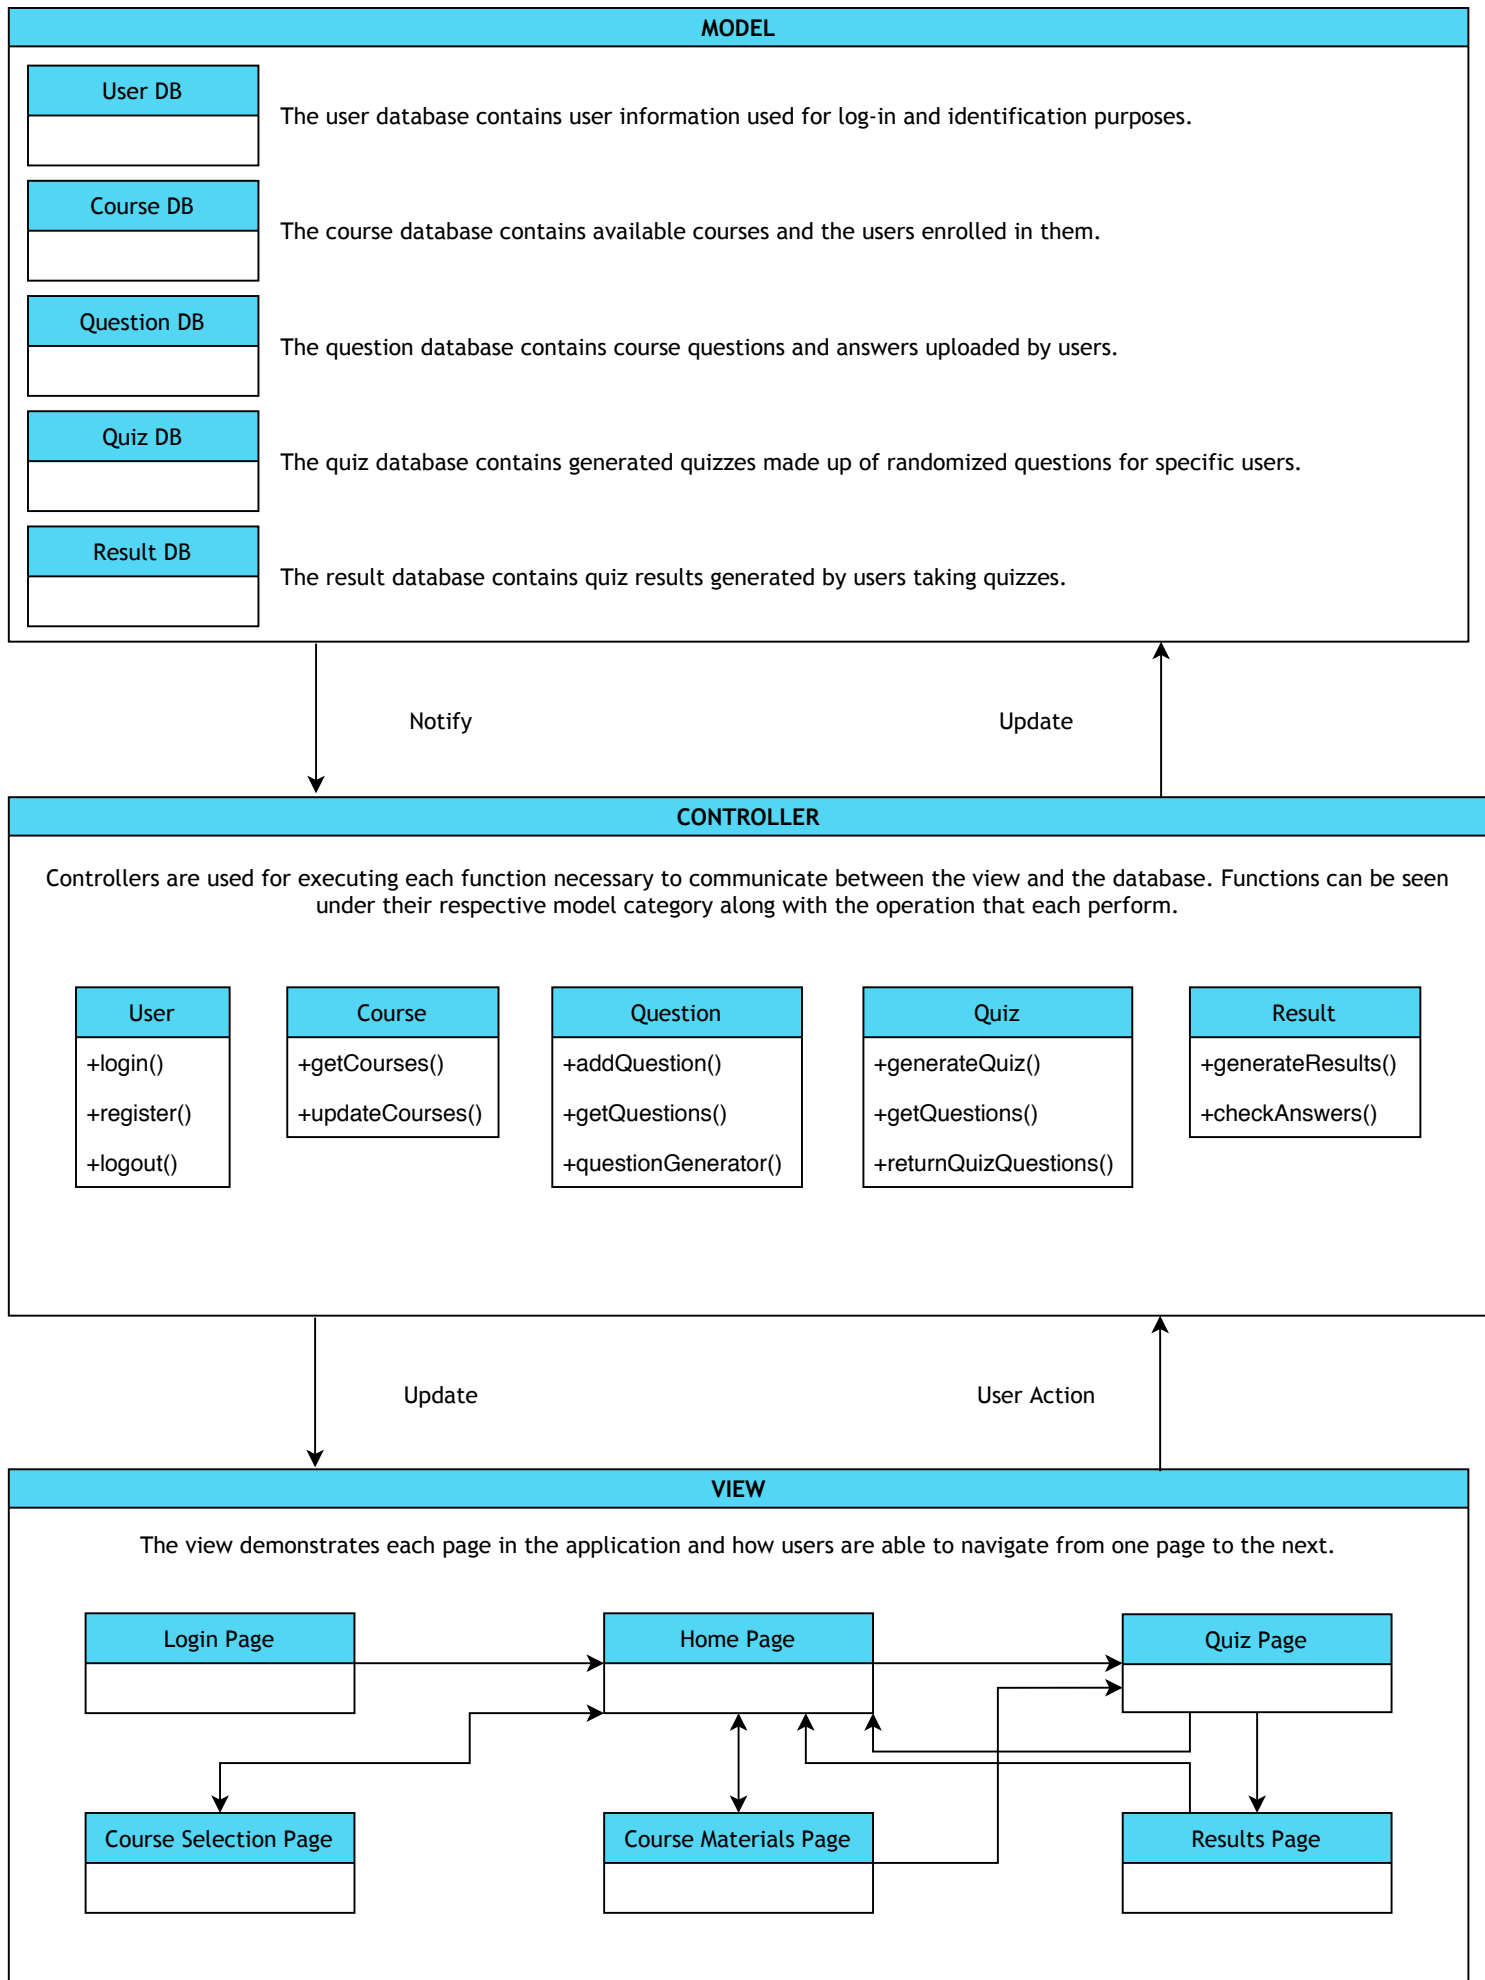 MODEL
User DB
The user database contains user information used for log-in and identification purposes.
Course DB
The course database contains available courses and the users enrolled in them.
Question DB
The question database contains course questions and answers uploaded by users.
Quiz DB
The quiz database contains generated quizzes made up of randomized questions for specific users.
Result DB
The result database contains quiz results generated by users taking quizzes.
Notify
Update
CONTROLLER
Controllers are used for executing each function necessary to communicate between the view and the database. Functions can be seen
under their respective model category along with the operation that each perform.
User
+login()
+register()
+logout()
Course
+getCourses()
+updateCourses()
Question
+addQuestion()
+getQuestions()
+questionGenerator()
Quiz
+generateQuiz()
+getQuestions()
+returnQuizQuestions()
Result
+generateResults()
+checkAnswers()
Update
User Action
VIEW
The view demonstrates each page in the application and how users are able to navigate from one page to the next.
Login Page
Home Page
Quiz Page
Course Selection Page
Course Materials Page
Results Page